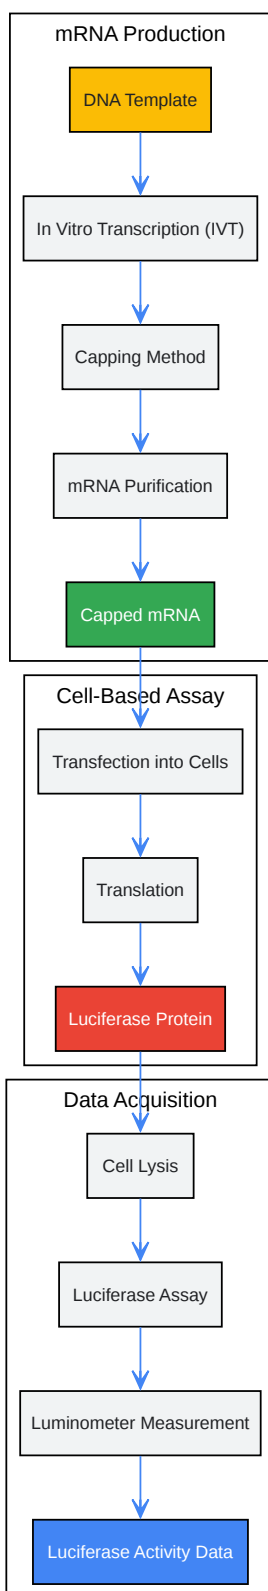 mRNA Production
DNA Template
In Vitro Transcription (IVT)
Capping Method
mRNA Purification
Capped mRNA
Cell-Based Assay
Transfection into Cells
Translation
Luciferase Protein
Data Acquisition
Cell Lysis
Luciferase Assay
Luminometer Measurement
Luciferase Activity Data